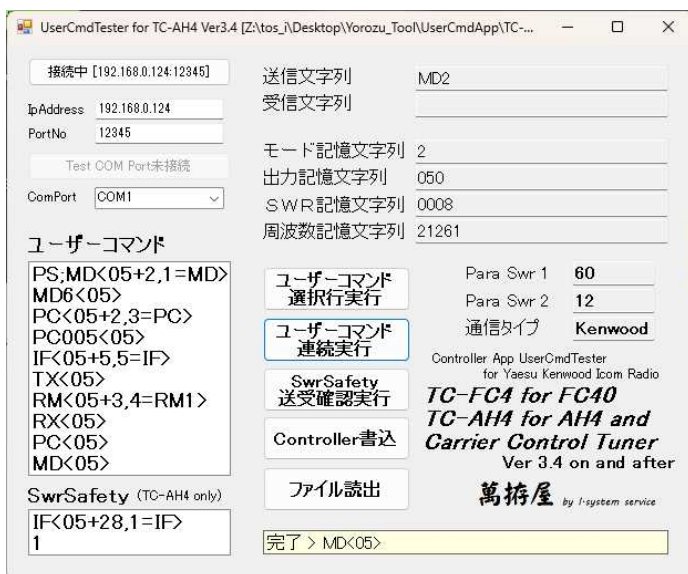 UserCmdTester for TC-AH4 Ver3.4 [Z:\tos_i\Desktop\Yorozu_Tool\UserCmdApp\TC-...
接続中 [192.168.0.124:12345]
IpAddress 192.168.0.124
PortNo 12345
Test COM Port未接続
ComPort COM1
送信文字列 MD2
受信文字列
モード記憶文字列 2
出力記憶文字列 050
SWR記憶文字列 0008
周波数記憶文字列 21261
ユーザーコマンド
PS;MD<05+2,1=MD>
MD6<05>
PC<05+2,3=PC>
PC005<05>
IF<05+5,5=IF>
TX<05>
RM<05+3,4=RM1>
RX<05>
PC<05>
MD<05>
SwrSafety (TC-AH4 only)
IF<05+28,1=IF>
1
ユーザーコマンド
選択行実行
ユーザーコマンド
連続実行
SwrSafety
送受確認実行
Controller書込
ファイル読出
Para Swr 1 60
Para Swr 2 12
通信タイプ Kenwood
Controller App UserCmdTester
for Yaesu Kenwood Icom Radio
TC-FC4 for FC40
TC-AH4 for AH4 and
Carrier Control Tuner
Ver 3.4 on and after
萬拵屋 by I-system service
完了 > MD<05>